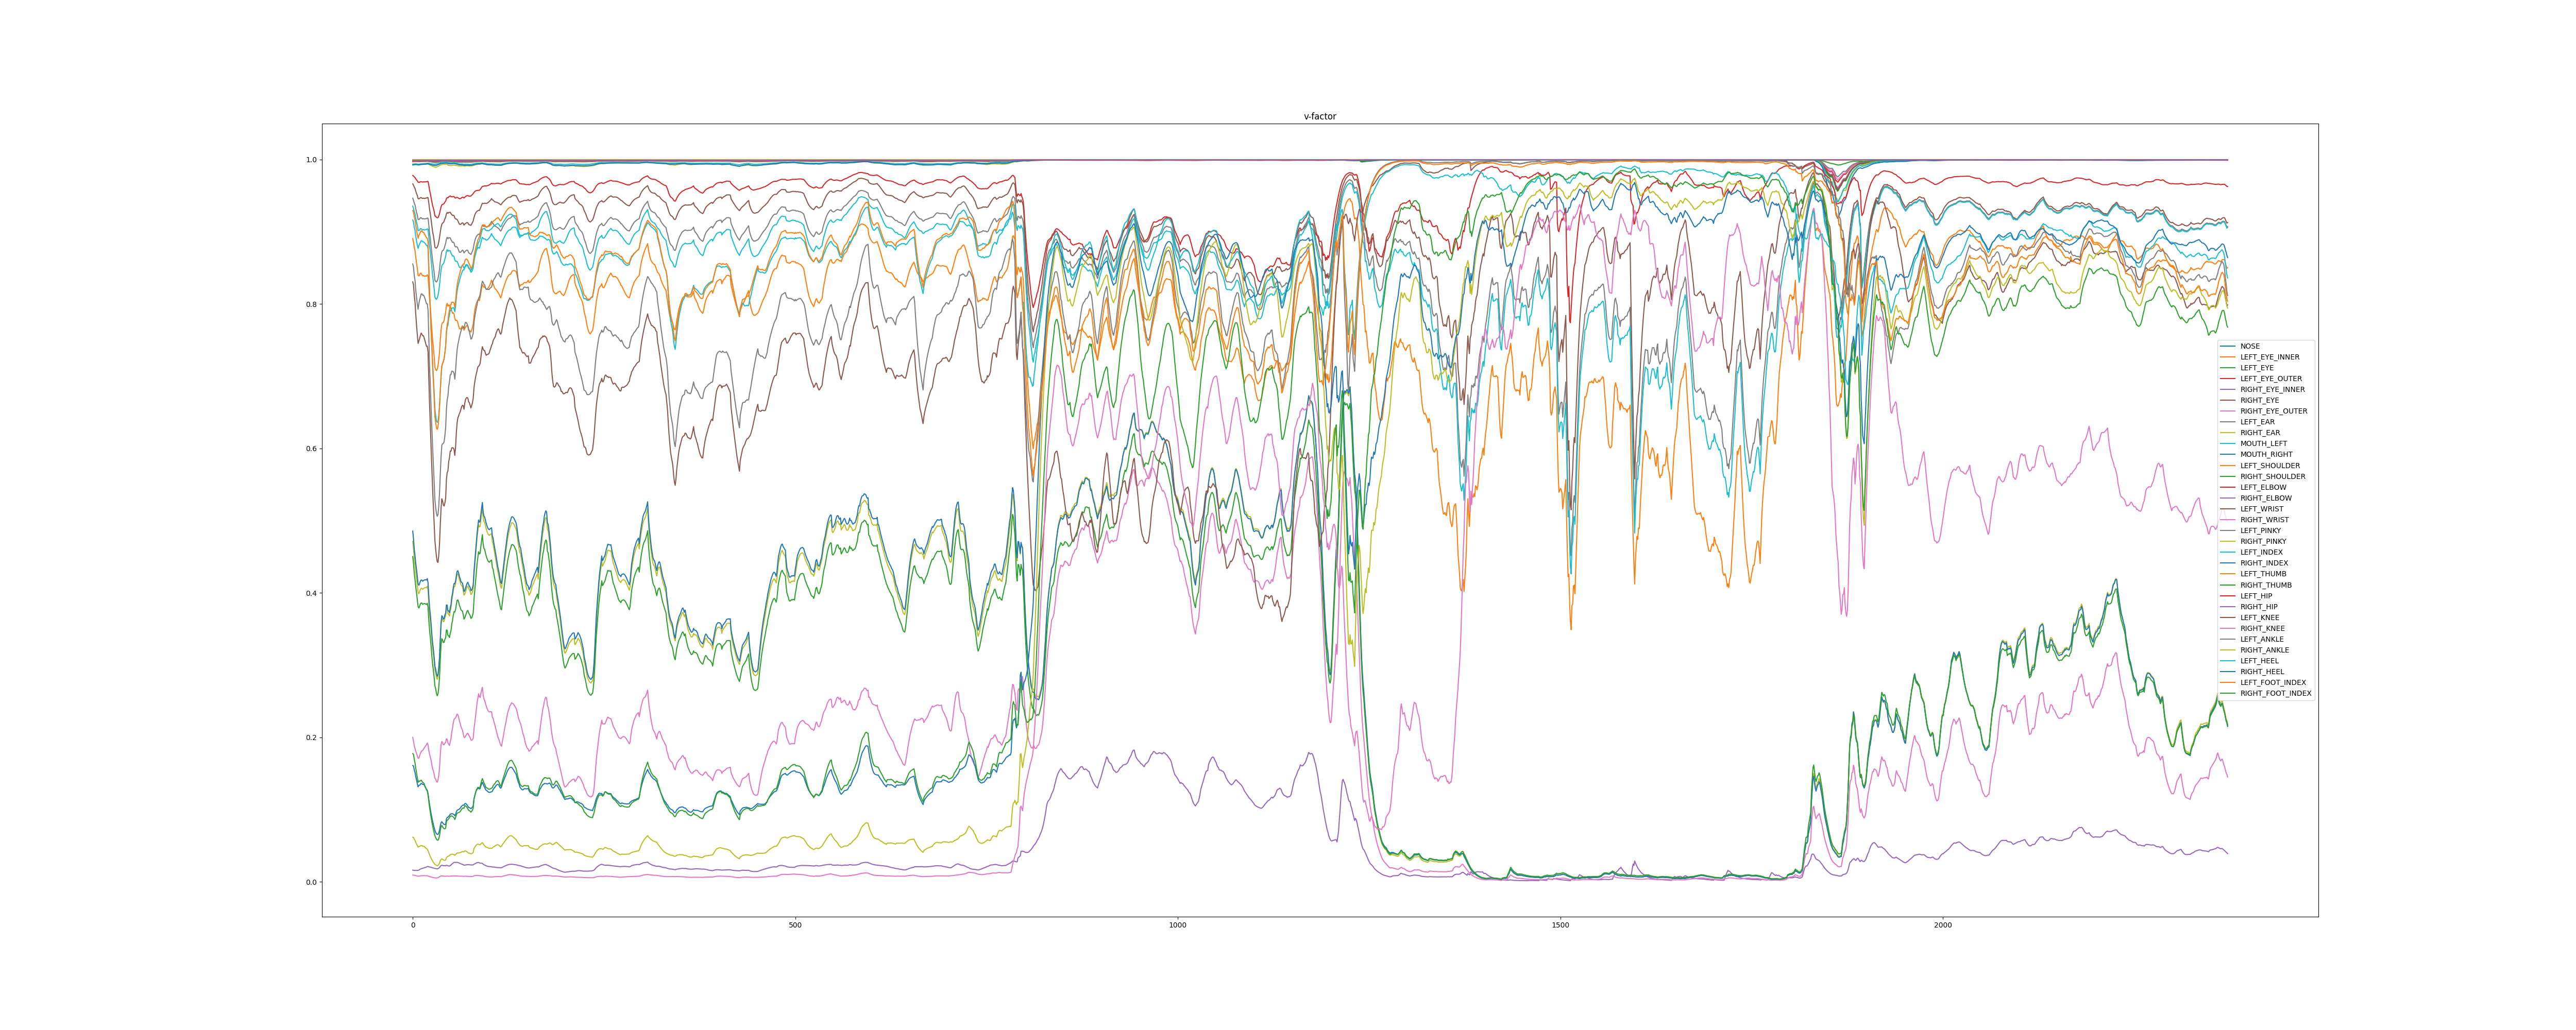 v-factor
1.0
0.8
0.6
0.4
0.2
0.0
0
500
1000
1500
2000
NOSE
LEFT_EYE_INNER
LEFT_EYE
LEFT_EYE_OUTER
RIGHT_EYE_INNER
RIGHT_EYE
RIGHT_EYE_OUTER
LEFT_EAR
RIGHT_EAR
MOUTH_LEFT
MOUTH_RIGHT
LEFT_SHOULDER
RIGHT_SHOULDER
LEFT_ELBOW
RIGHT_ELBOW
LEFT_WRIST
RIGHT_WRIST
LEFT_PINKY
RIGHT_PINKY
LEFT_INDEX
RIGHT_INDEX
LEFT_THUMB
RIGHT_THUMB
LEFT_HIP
RIGHT_HIP
LEFT_KNEE
RIGHT_KNEE
LEFT_ANKLE
RIGHT_ANKLE
LEFT_HEEL
RIGHT_HEEL
LEFT_FOOT_INDEX
RIGHT_FOOT_INDEX